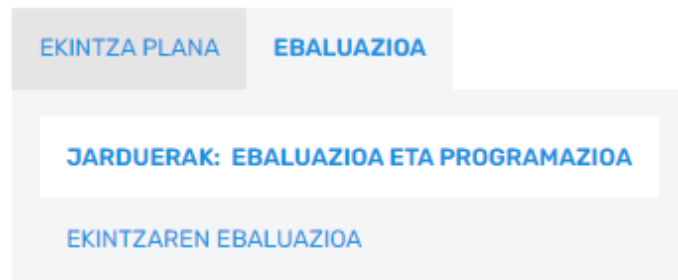 EKINTZA PLANA EBALUAZIOA
JARDUERAK: EBALUAZIOA ETA PROGRAMAZIOA
EKINTZAREN EBALUAZIOA